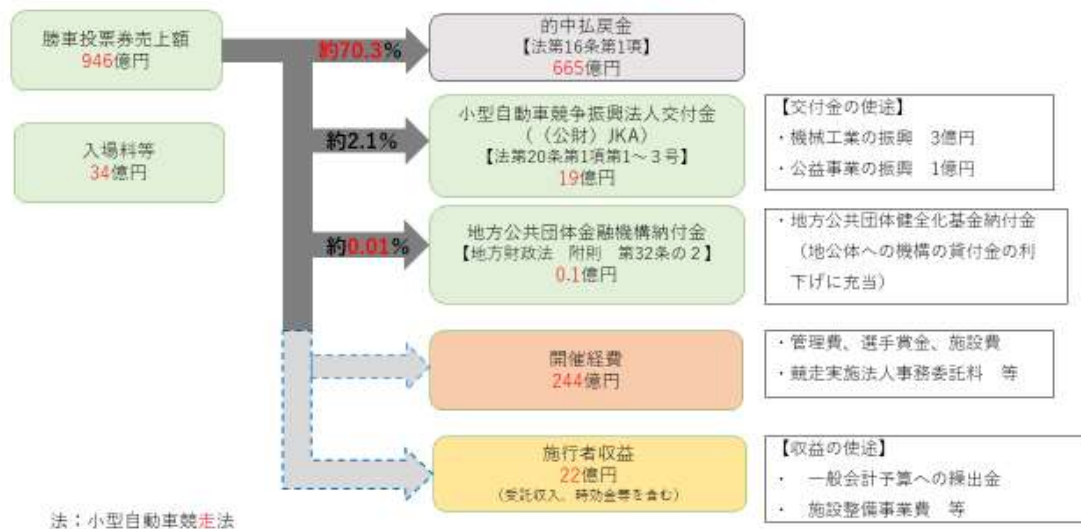 勝車投票券売上額
946億円
入場料等
34億円
約70.3%
約2.1%
約0.01%
的中払戻金
【法第16条第1項】
665億円
小型自動車競争振興法人交付金
((公財)JKA)
【法第20条第1項第1~3号】
19億円
【交付金の使途】
・機械工業の振興 3億円
・公益事業の振興 1億円
地方公共団体金融機構納付金
【地方財政法 附則 第32条の2】
0.1億円
・地方公共団体健全化基金納付金
(地公体への機構の貸付金の利
下げに充当)
開催経費
244億円
・管理費、選手賞金、施設費
・競走実施法人事務委託料 等
施行者収益
22億円
(受託収入、時効金等を含む)
【収益の使途】
・ 一般会計予算への繰出金
・ 施設整備事業費 等
法:小型自動車競走法